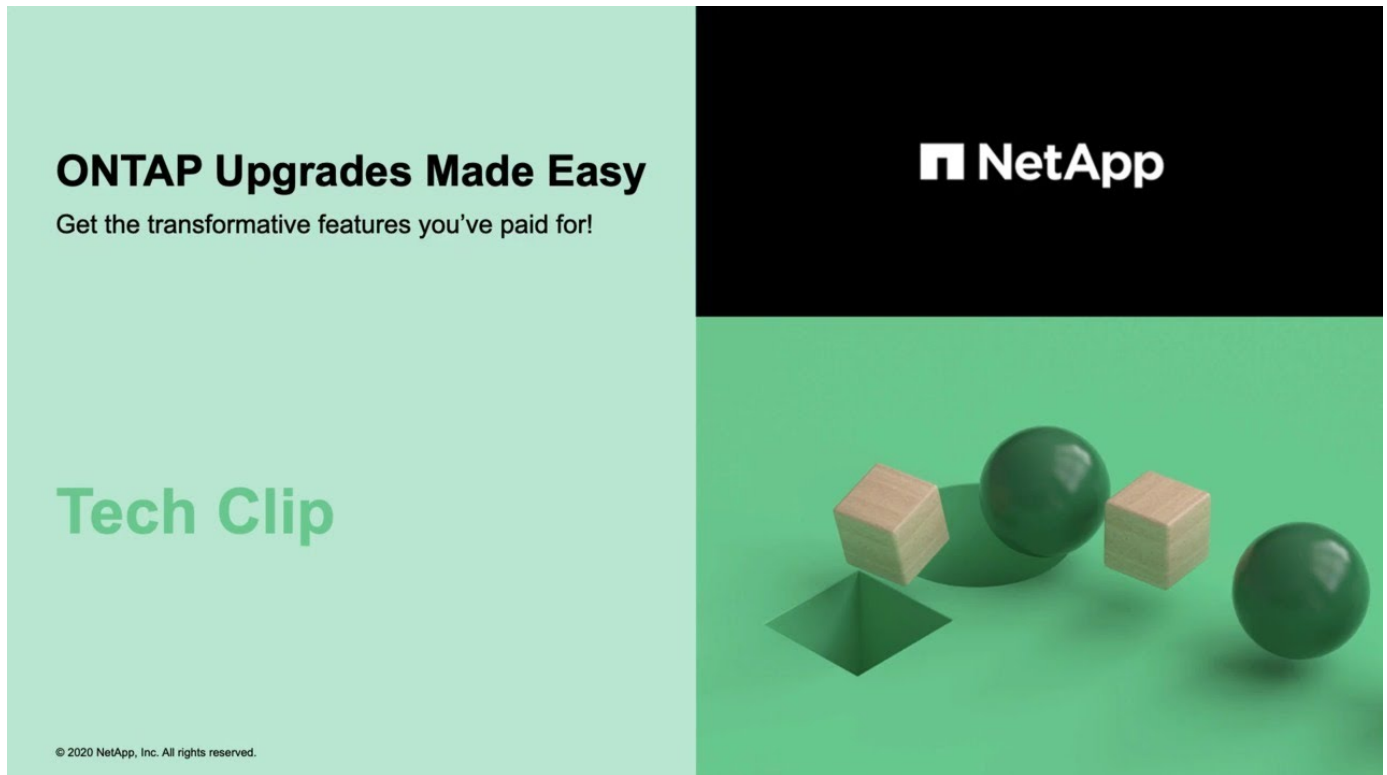 ONTAP Upgrades Made Easy
Get the transformative features you’ve paid for!
NetApp
Tech Clip
© 2020 NetApp, Inc. All rights reserved.